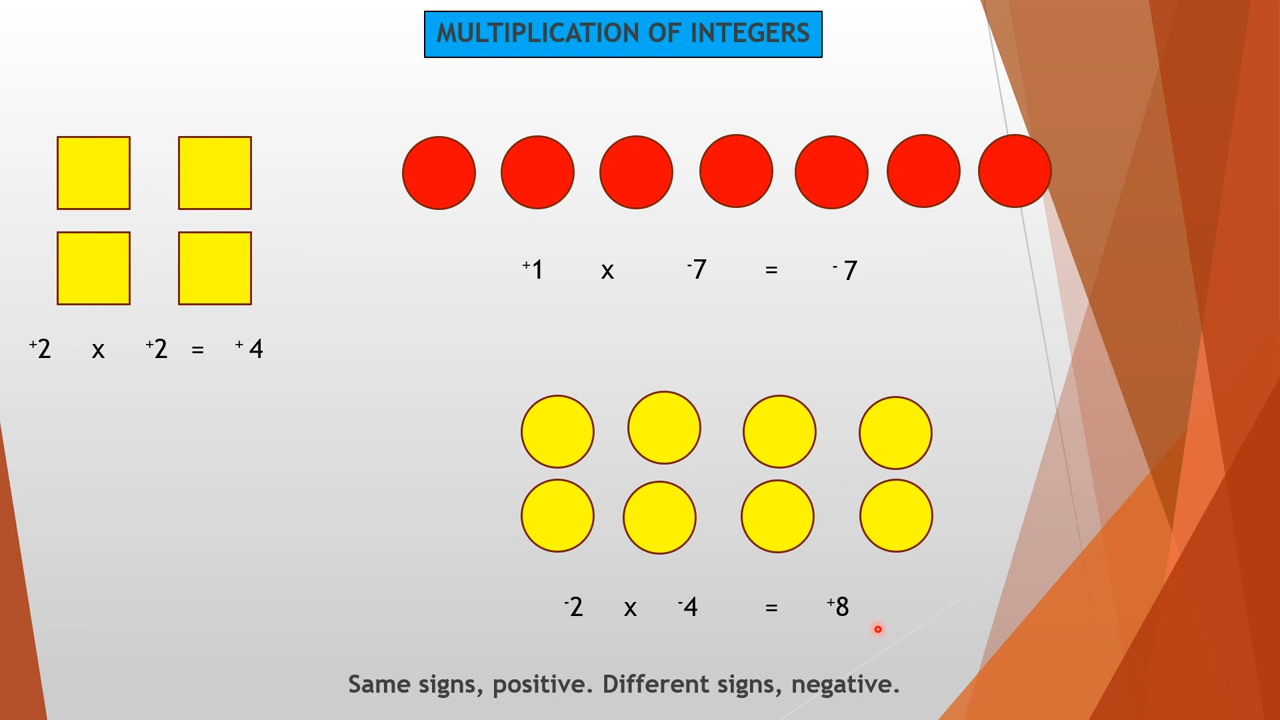 MULTIPLICATION OF INTEGERS
⁺1 x ⁻7 = ⁻ 7
⁺2 x ⁺2 = ⁺ 4
⁻2 x ⁻4 = ⁺8
Same signs, positive. Different signs, negative.